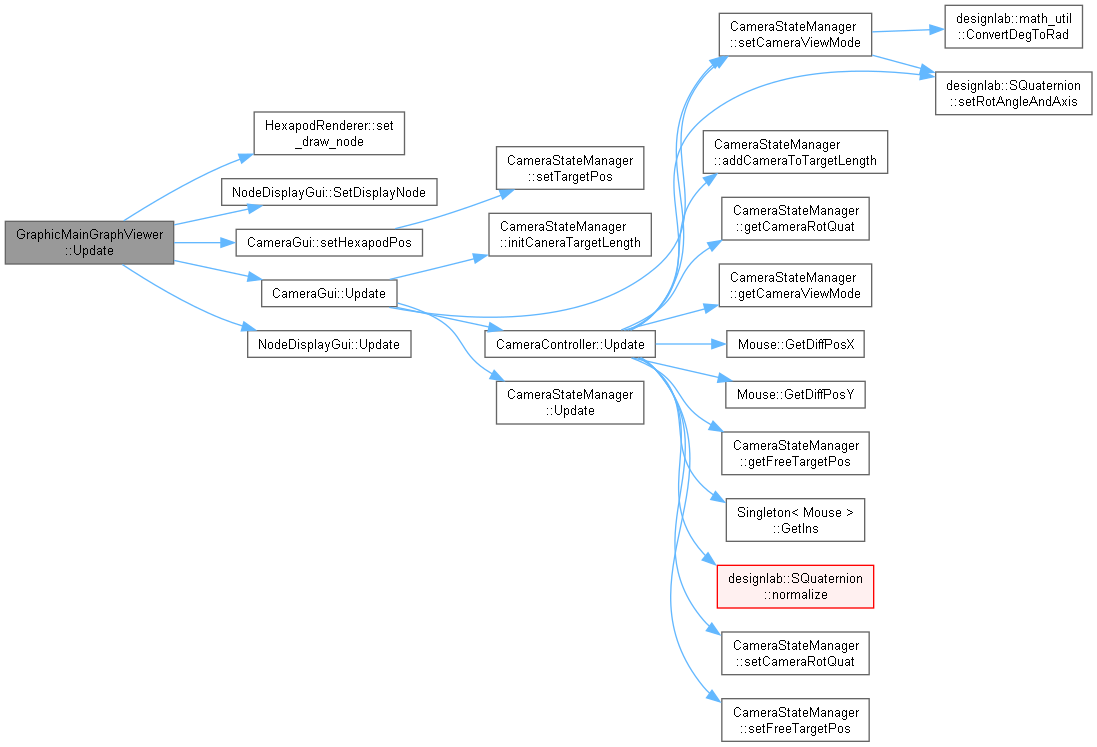 GraphicMainGraphViewer
::Update
HexapodRenderer::set
_draw_node
NodeDisplayGui::SetDisplayNode
CameraGui::setHexapodPos
CameraGui::Update
NodeDisplayGui::Update
CameraStateManager
::setTargetPos
CameraStateManager
::initCaneraTargetLength
CameraController::Update
CameraStateManager
::Update
CameraStateManager
::setCameraViewMode
CameraStateManager
::addCameraToTargetLength
CameraStateManager
::getCameraRotQuat
CameraStateManager
::getCameraViewMode
Mouse::GetDiffPosX
Mouse::GetDiffPosY
CameraStateManager
::getFreeTargetPos
Singleton< Mouse >
::GetIns
designlab::SQuaternion
::normalize
CameraStateManager
::setCameraRotQuat
CameraStateManager
::setFreeTargetPos
designlab::math_util
::ConvertDegToRad
designlab::SQuaternion
::setRotAngleAndAxis